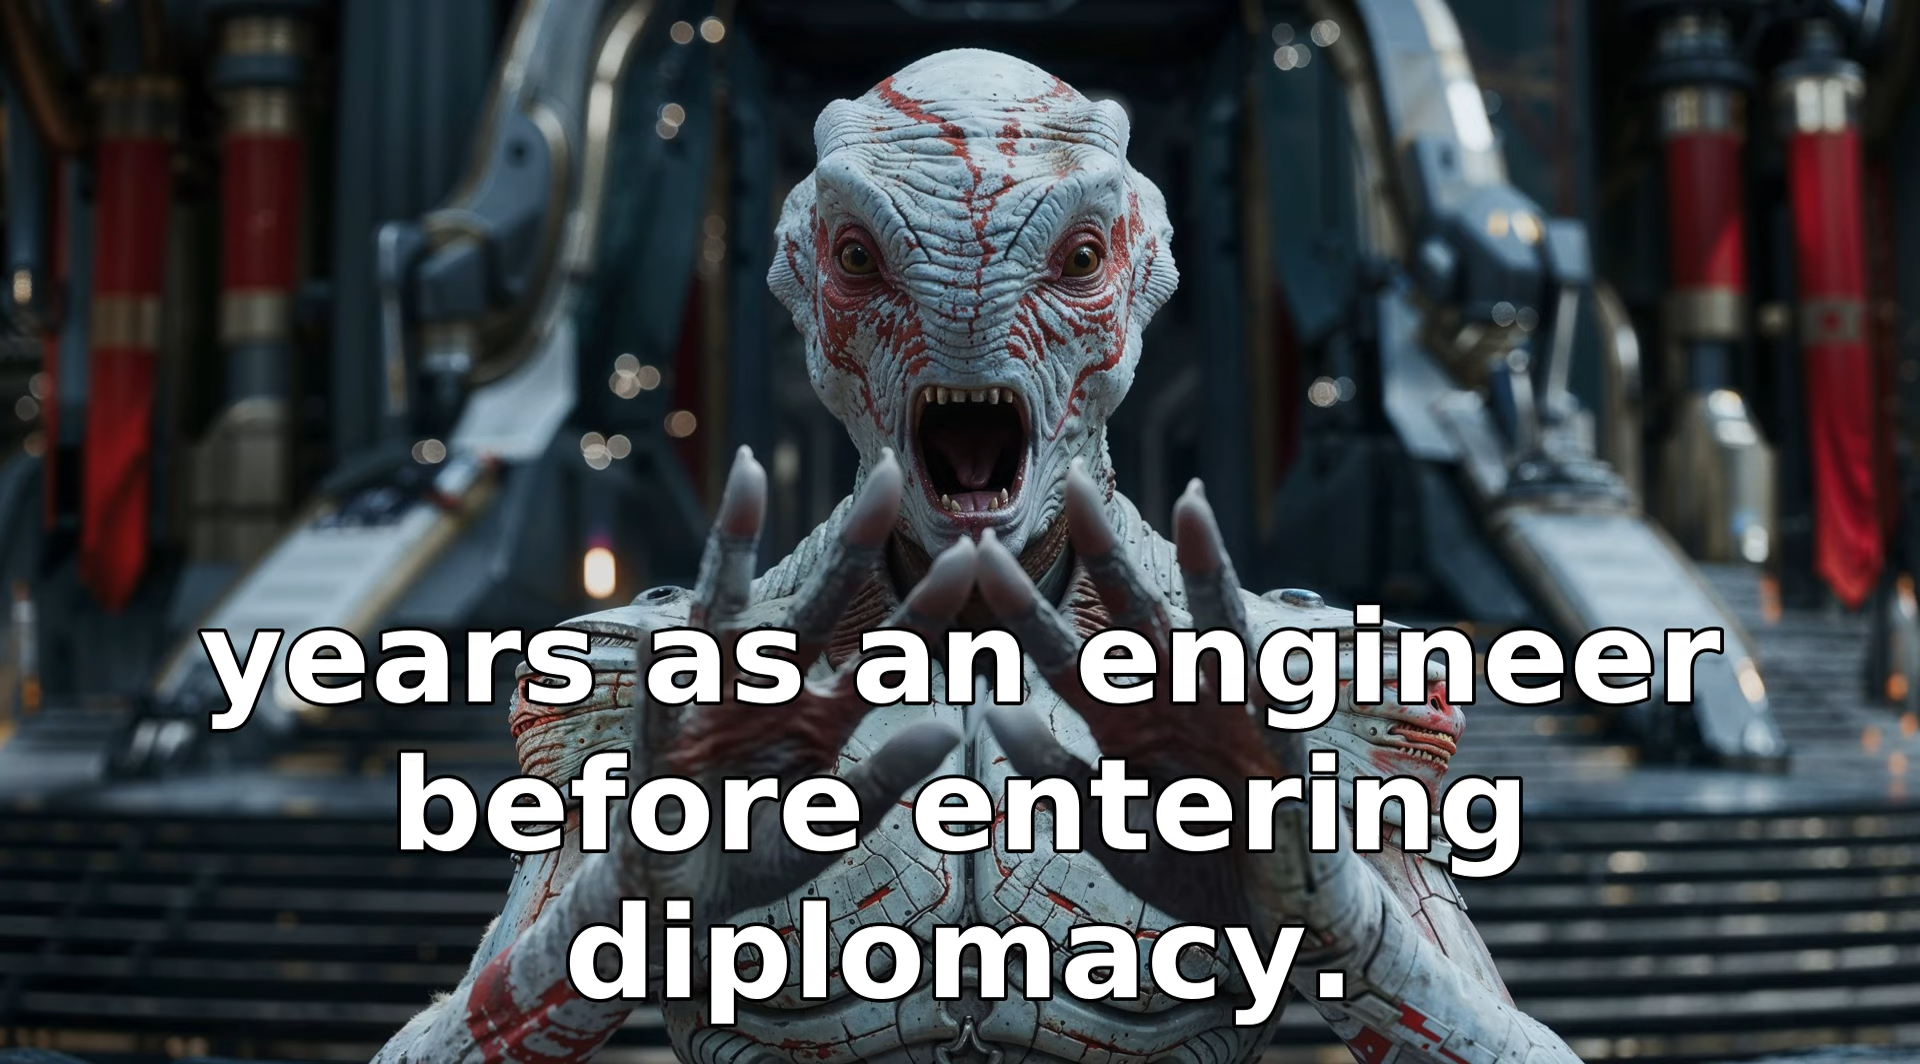 years as an engineer
before entering
diplomacy.